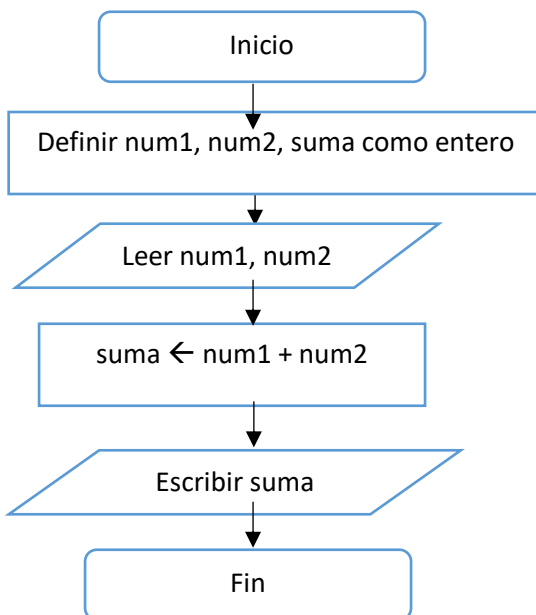 Inicio
Definir num1, num2, suma como entero
Leer num1, num2
suma ← num1 + num2
Escribir suma
Fin